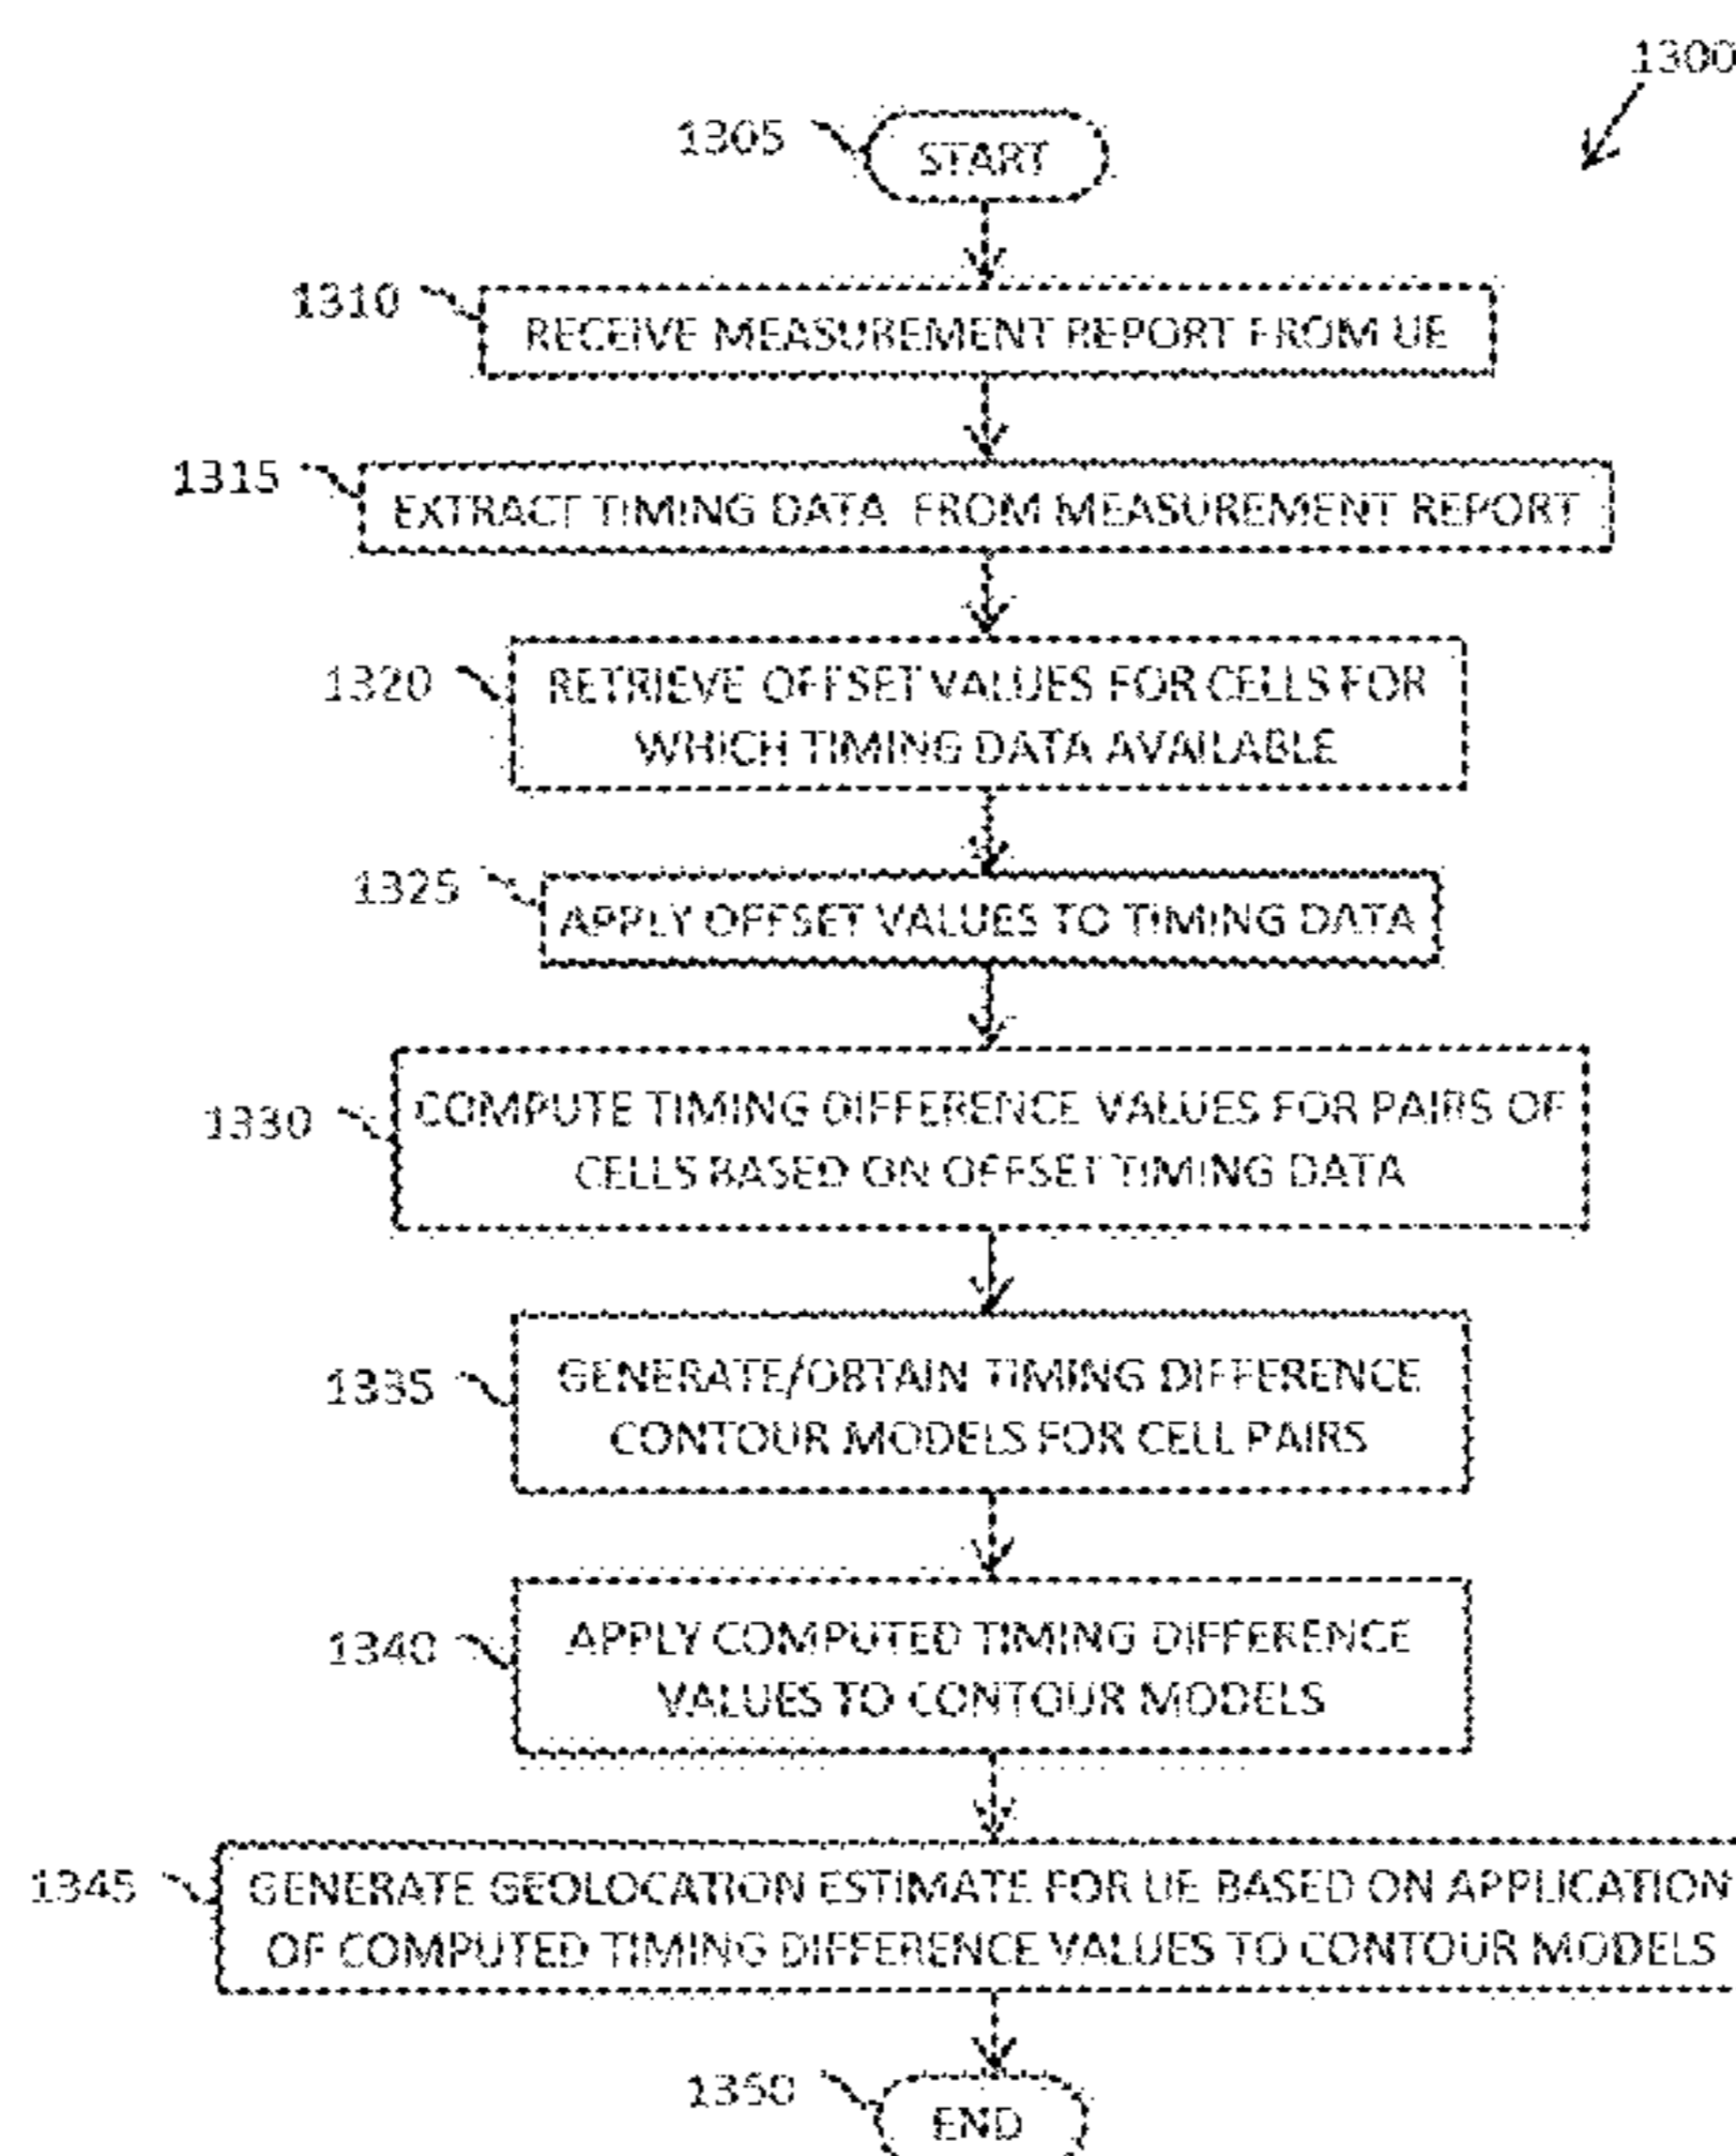 1300
1305
START
1310
RECEIVE MEASUREMENT REPORT FROM UE
1315
EXTRACT TIMING DATA FROM MEASUREMENT REPORT
1320
RETRIEVE OFFSET VALUES FOR CELLS FOR
WHICH TIMING DATA AVAILABLE
1325
APPLY OFFSET VALUES TO TIMING DATA
1330
COMPUTE TIMING DIFFERENCE VALUES FOR PAIRS OF
CELLS BASED ON OFFSET TIMING DATA
1335
GENERATE/OBTAIN TIMING DIFFERENCE
CONTOUR MODELS FOR CELL PAIRS
1340
APPLY COMPUTED TIMING DIFFERENCE
VALUES TO CONTOUR MODELS
1345
GENERATE GEOLOCATION ESTIMATE FOR UE BASED ON APPLICATION
OF COMPUTED TIMING DIFFERENCE VALUES TO CONTOUR MODELS
1350
END